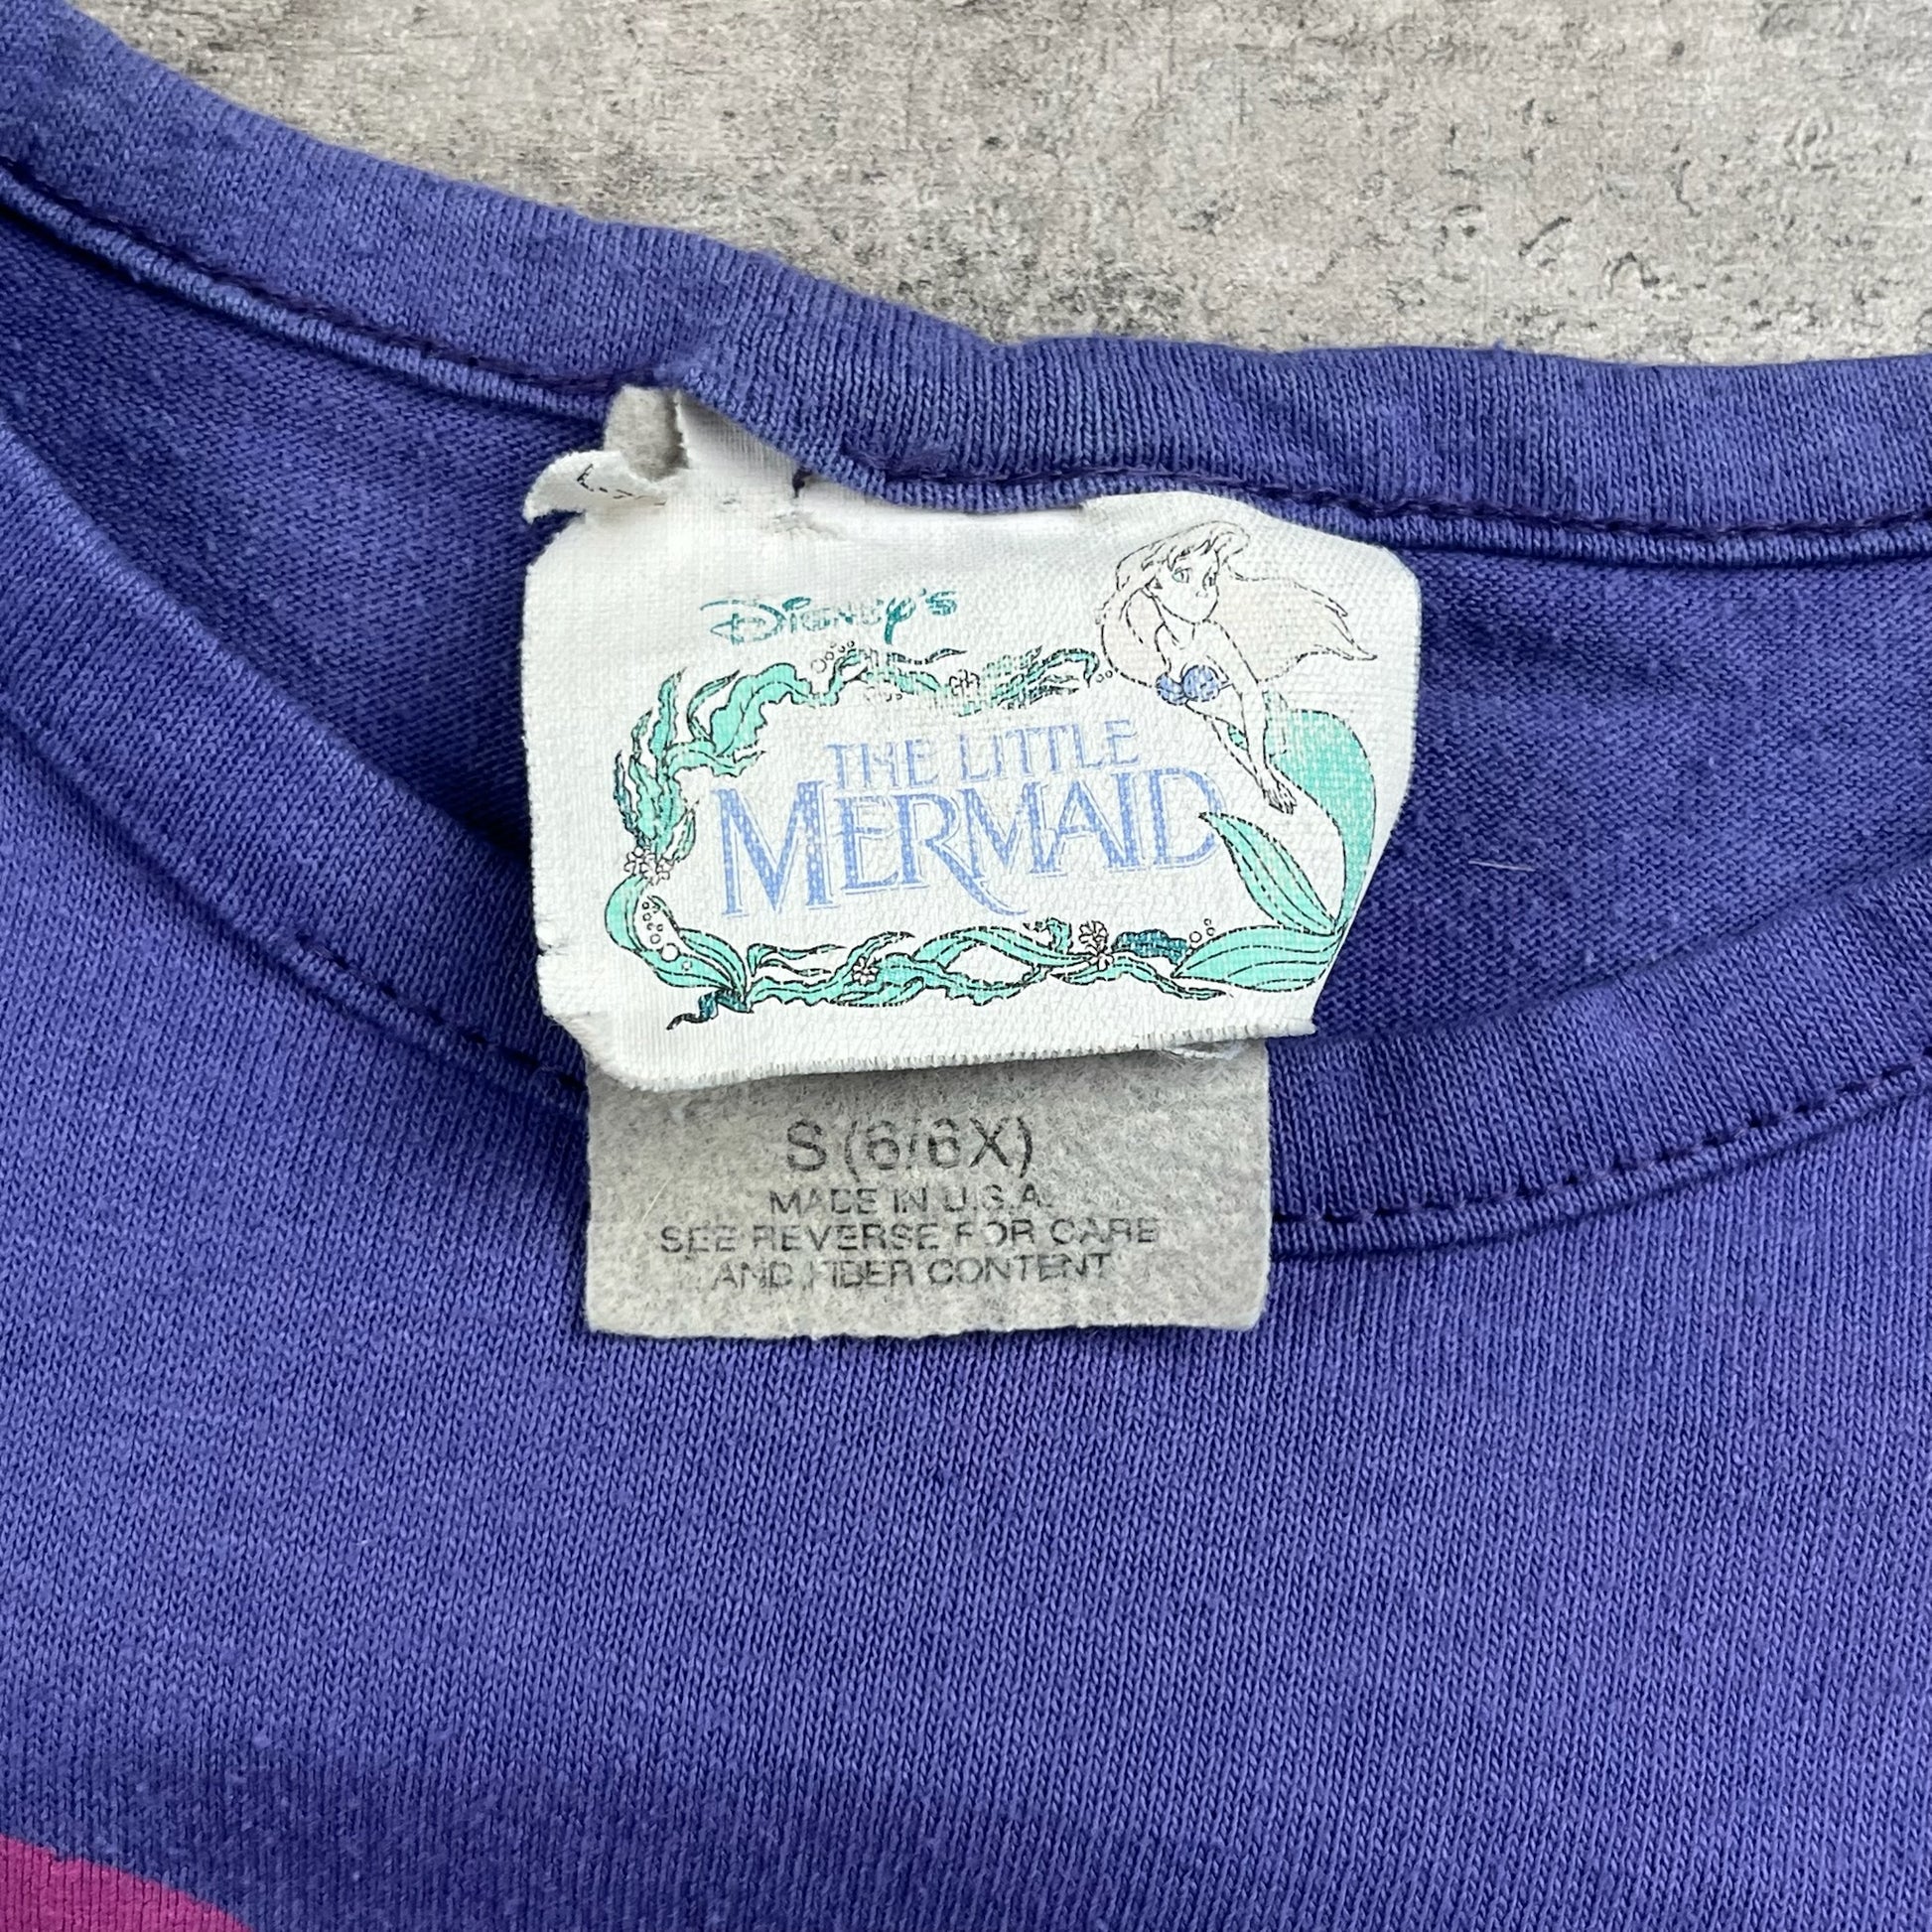 Disney's
THE LITTLE
MERMAID
S (6/6X)
MADE IN U.S.A.
SEE REVERSE FOR CARE
AND FIBER CONTENT